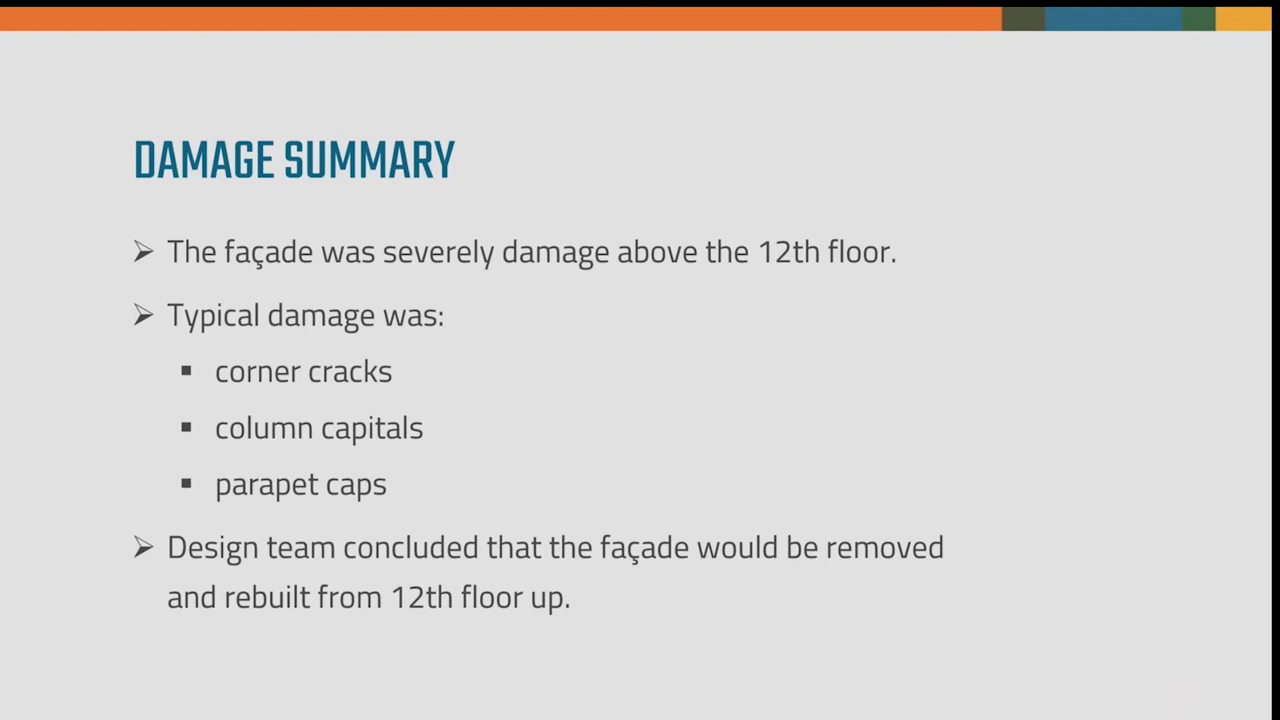 DAMAGE SUMMARY
➢ The façade was severely damage above the 12th floor.
➢ Typical damage was:
▪ corner cracks
▪ column capitals
▪ parapet caps
➢ Design team concluded that the façade would be removed
and rebuilt from 12th floor up.